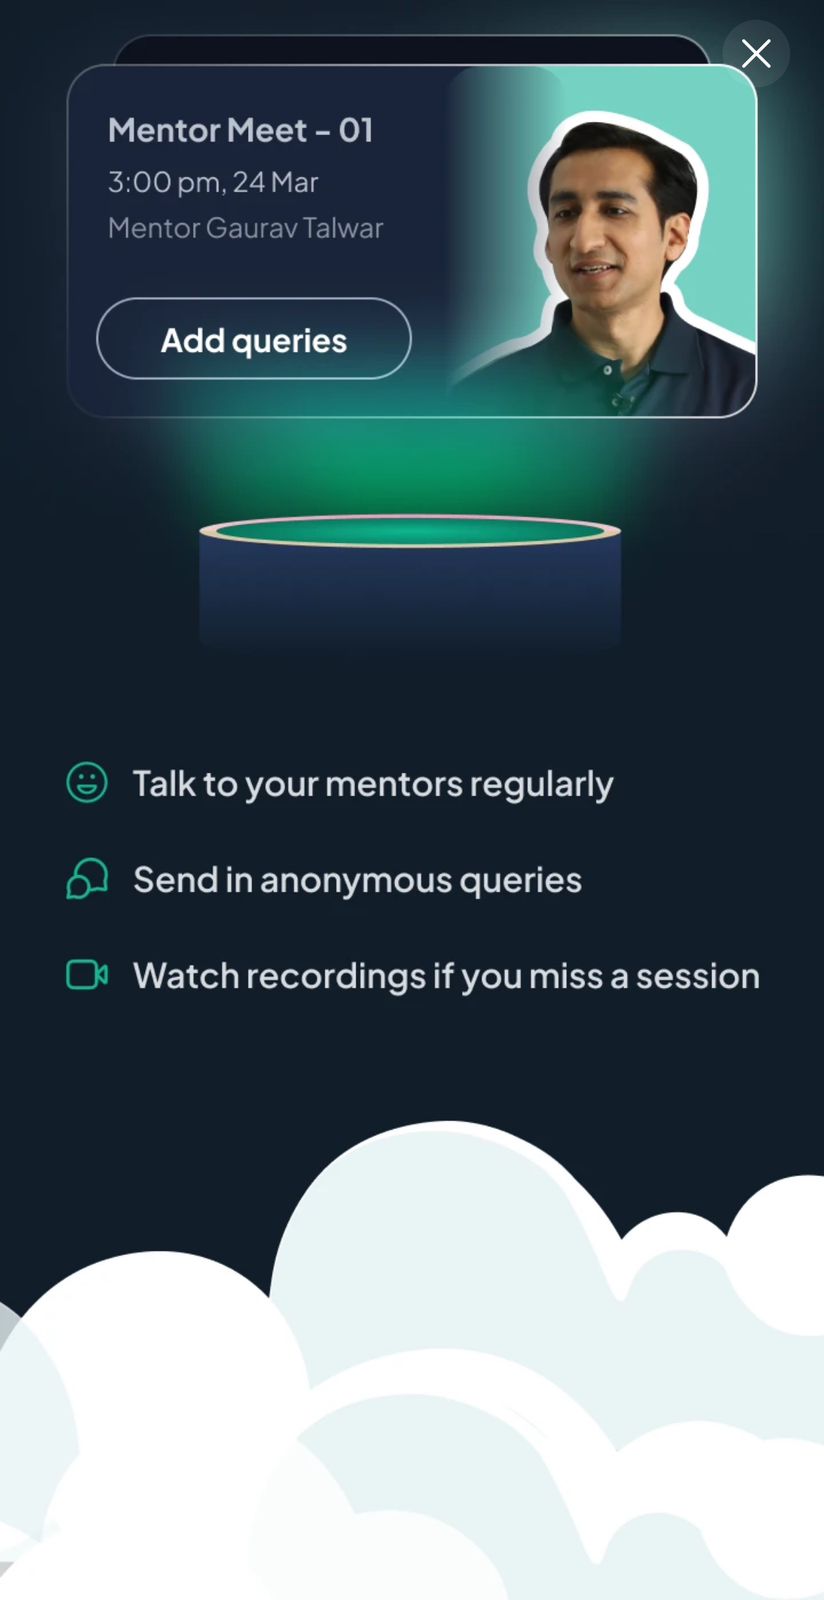 Mentor Meet - 01
3:00 pm, 24 Mar
Mentor Gaurav Talwar
Add queries
Talk to your mentors regularly
Send in anonymous queries
Watch recordings if you miss a session